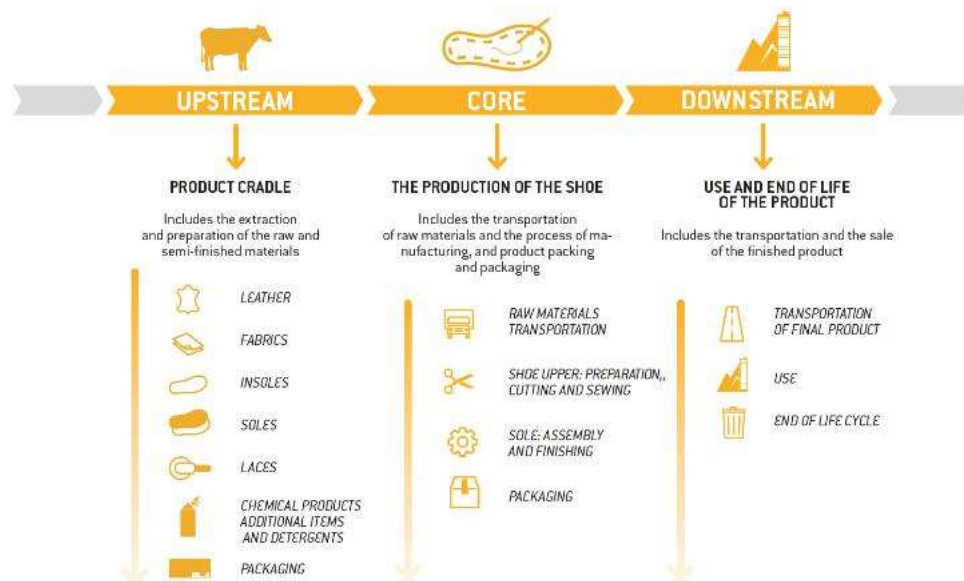 UPSTREAM
CORE
DOWNSTREAM
PRODUCT CRADLE
Includes the extraction
and preparation of the raw and
semi-finished materials
LEATHER
FABRICS
INSOLES
SOLES
LACES
CHEMICAL PRODUCTS
ADDITIONAL ITEMS
AND DETERGENTS
PACKAGING
THE PRODUCTION OF THE SHOE
Includes the transportation
of raw materials and the process of ma-
nufacturing, and product packing
and packaging
RAW MATERIALS
TRANSPORTATION
SHOE UPPER: PREPARATION,,
CUTTING AND SEWING
SOLE: ASSEMBLY
AND FINISHING
PACKAGING
USE AND END OF LIFE
OF THE PRODUCT
Includes the transportation and the sale
of the finished product
TRANSPORTATION
OF FINAL PRODUCT
USE
END OF LIFE CYCLE